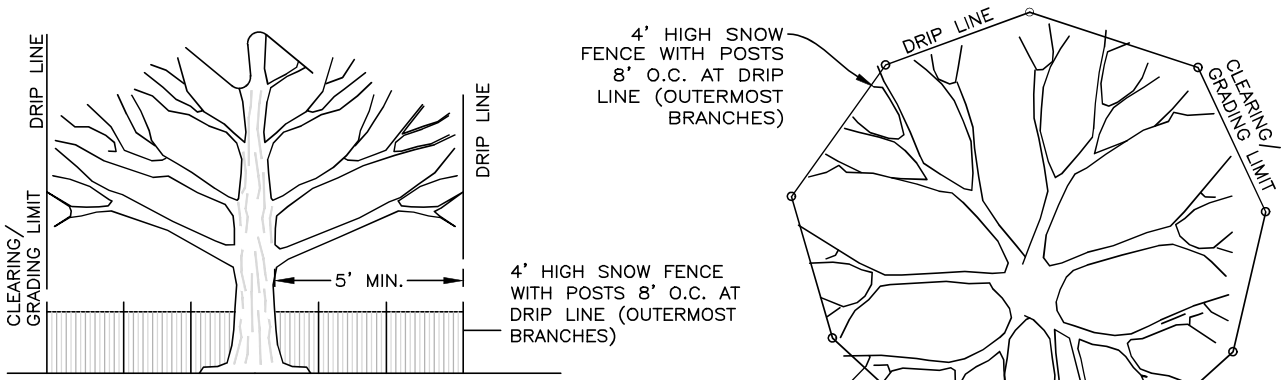 DRIP LINE
CLEARING/
GRADING LIMIT
DRIP LINE
5' MIN.
4' HIGH SNOW FENCE
WITH POSTS 8' O.C. AT
DRIP LINE (OUTERMOST
BRANCHES)
4' HIGH SNOW
FENCE WITH POSTS
8' O.C. AT DRIP
LINE (OUTERMOST
BRANCHES)
DRIP LINE
CLEARING/
GRADING LIMIT